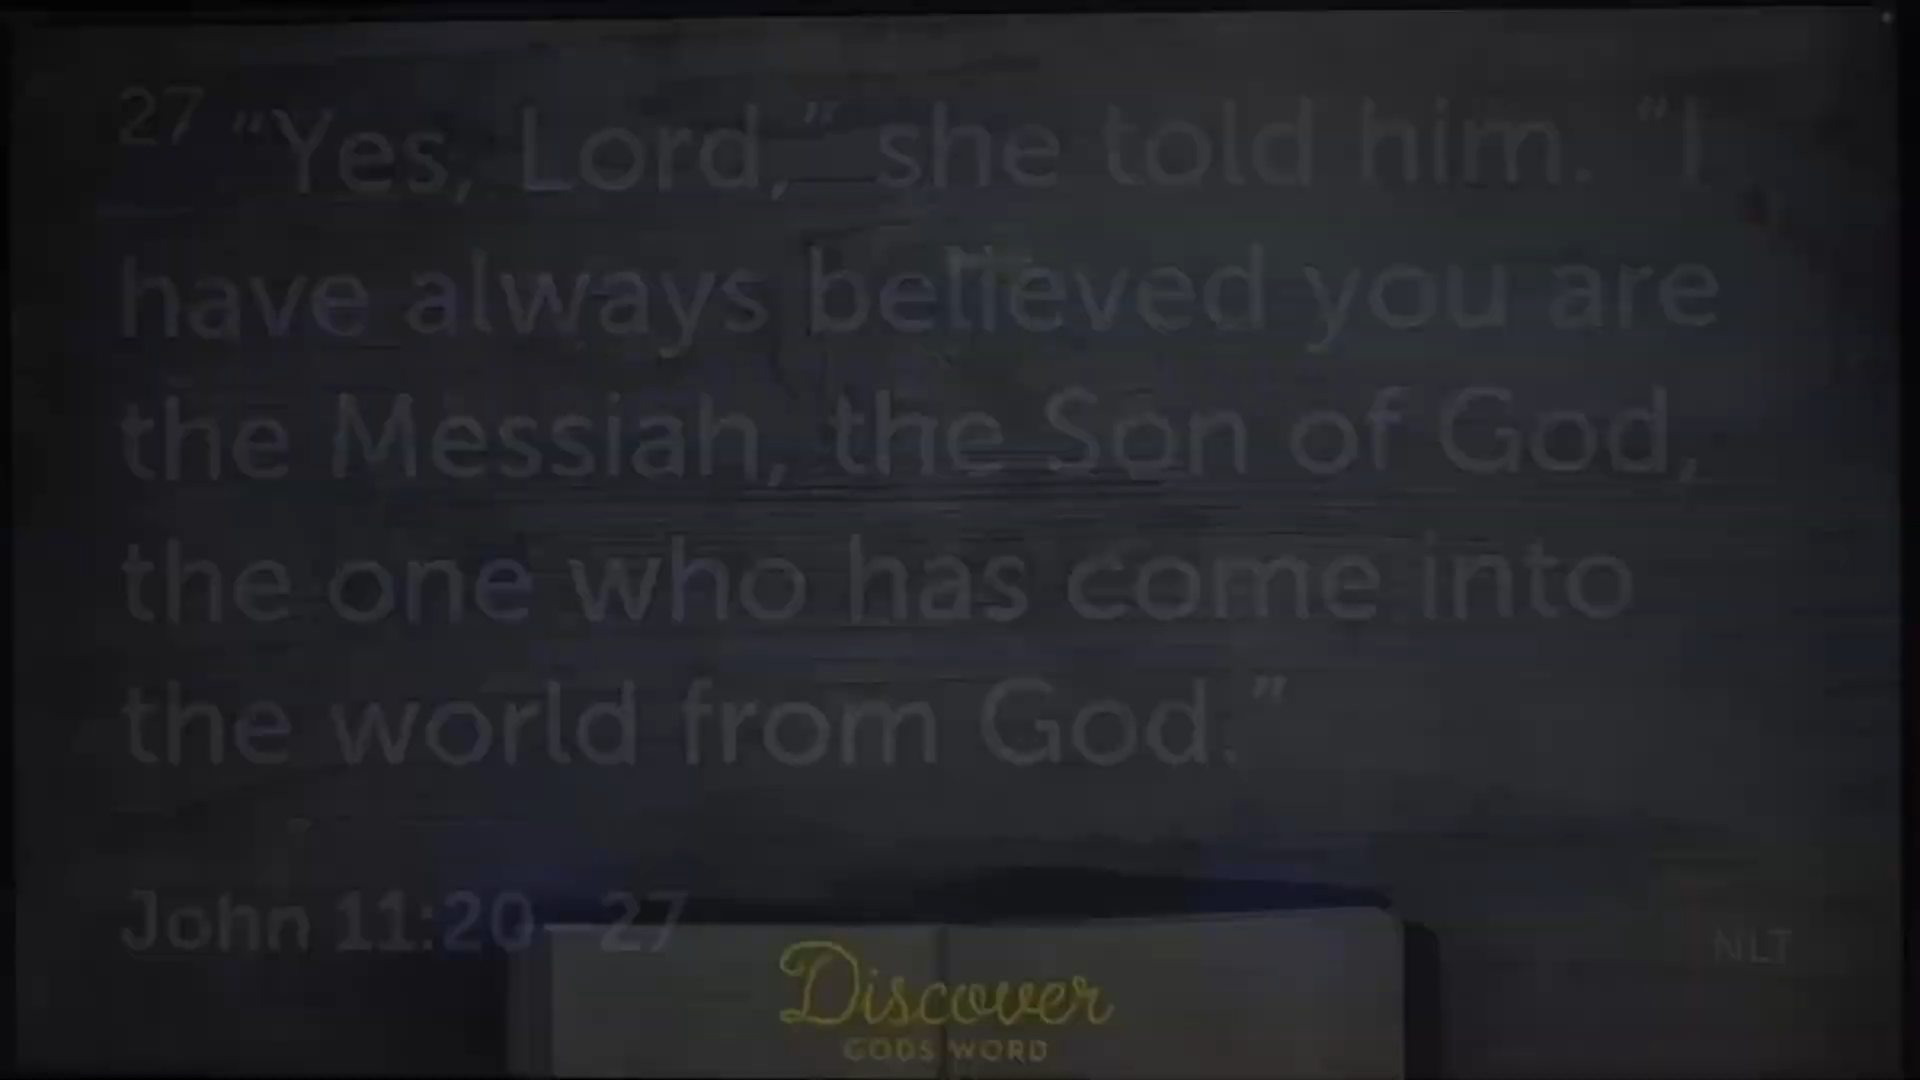 27 “Yes, Lord,” she told him. “I
have always believed you are
the Messiah, the Son of God,
the one who has come into
the world from God.”
John 11:20–27
NLT
Discover
GODS WORD